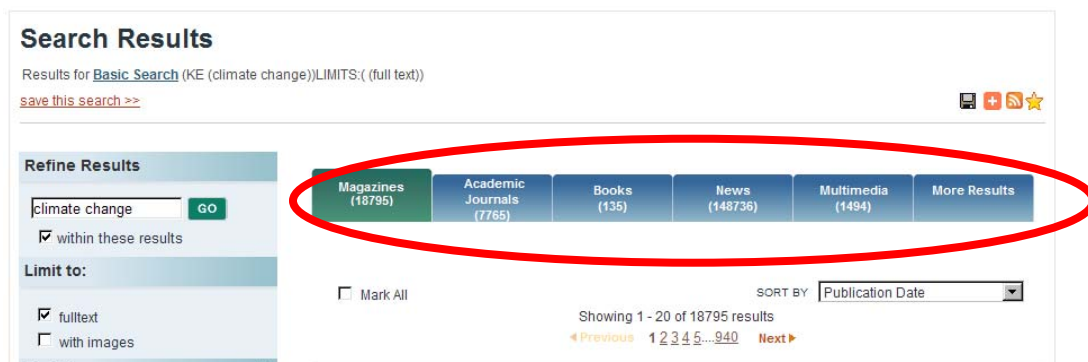 Search Results
Results for Basic Search (KE (climate change))LIMITS:( (full text))
save this search >>
Refine Results
climate change GO
within these results
Limit to:
fulltext
with images
Magazines
(18795)
Academic
Journals
(7765)
Books
(135)
News
(148736)
Multimedia
(1494)
More Results
Mark All
SORT BY Publication Date
Showing 1 - 20 of 18795 results
Previous 1 2 3 4 5....940 Next